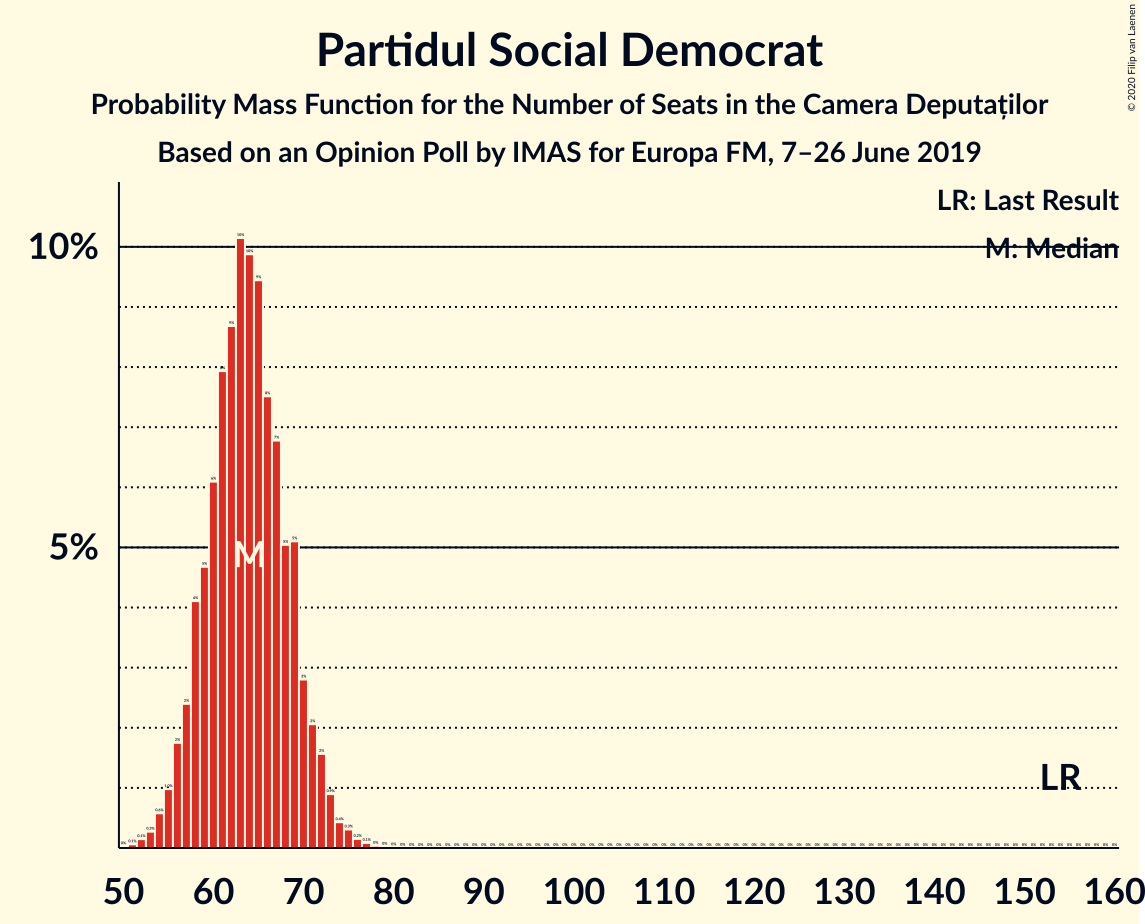 Partidul Social Democrat
Probability Mass Function for the Number of Seats in the Camera Deputaților
Based on an Opinion Poll by IMAS for Europa FM, 7–26 June 2019
© 2020 Filip van Laenen
LR: Last Result
M: Median
10%
5%
M
LR
50 60 70 80 90 100 110 120 130 140 150 160